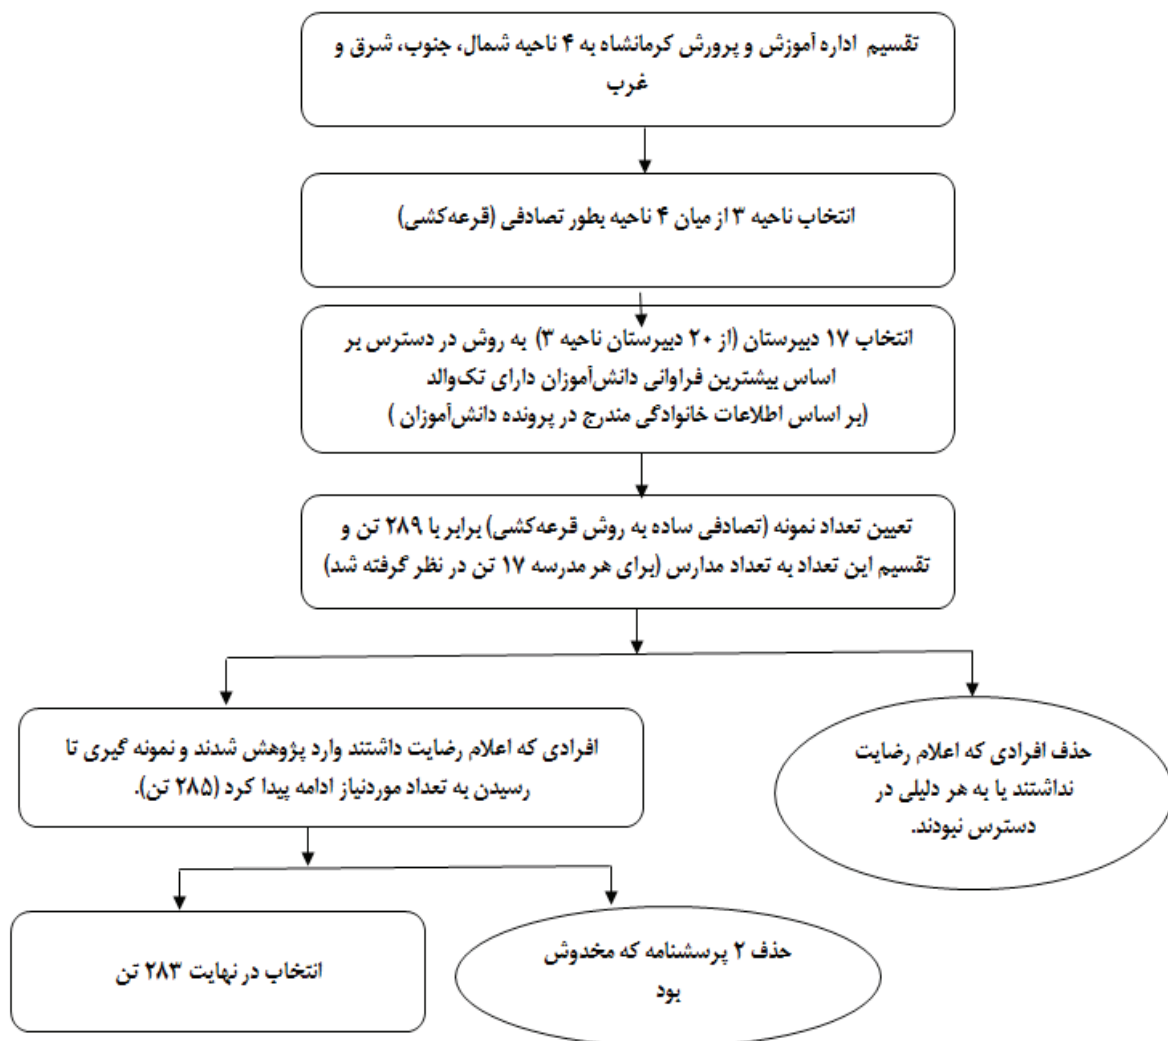 تقسیم اداره آموزش و پرورش کرمانشاه به ۴ ناحیه شمال، جنوب، شرق و
غرب
انتخاب ناحیه ۳ از میان ۴ ناحیه بطور تصادفی (قرعه‌کشی)
انتخاب ۱۷ دبیرستان (از ۲۰ دبیرستان ناحیه ۳) به روش در دسترس بر
اساس بیشترین فراوانی دانش‌آموزان دارای تک‌والد
(بر اساس اطلاعات خانوادگی مندرج در پرونده دانش‌آموزان )
تعیین تعداد نمونه (تصادفی ساده به روش قرعه‌کشی) برابر با ۲۸۹ تن و
تقسیم این تعداد به تعداد مدارس (برای هر مدرسه ۱۷ تن در نظر گرفته شد)
حذف افرادی که اعلام رضایت
نداشتند یا به هر دلیلی در
دسترس نبودند.
افرادی که اعلام رضایت داشتند وارد پژوهش شدند و نمونه گیری تا
رسیدن به تعداد موردنیاز ادامه پیدا کرد (۲۸۵ تن).
حذف ۲ پرسشنامه که مخدوش
بود
انتخاب در نهایت ۲۸۳ تن